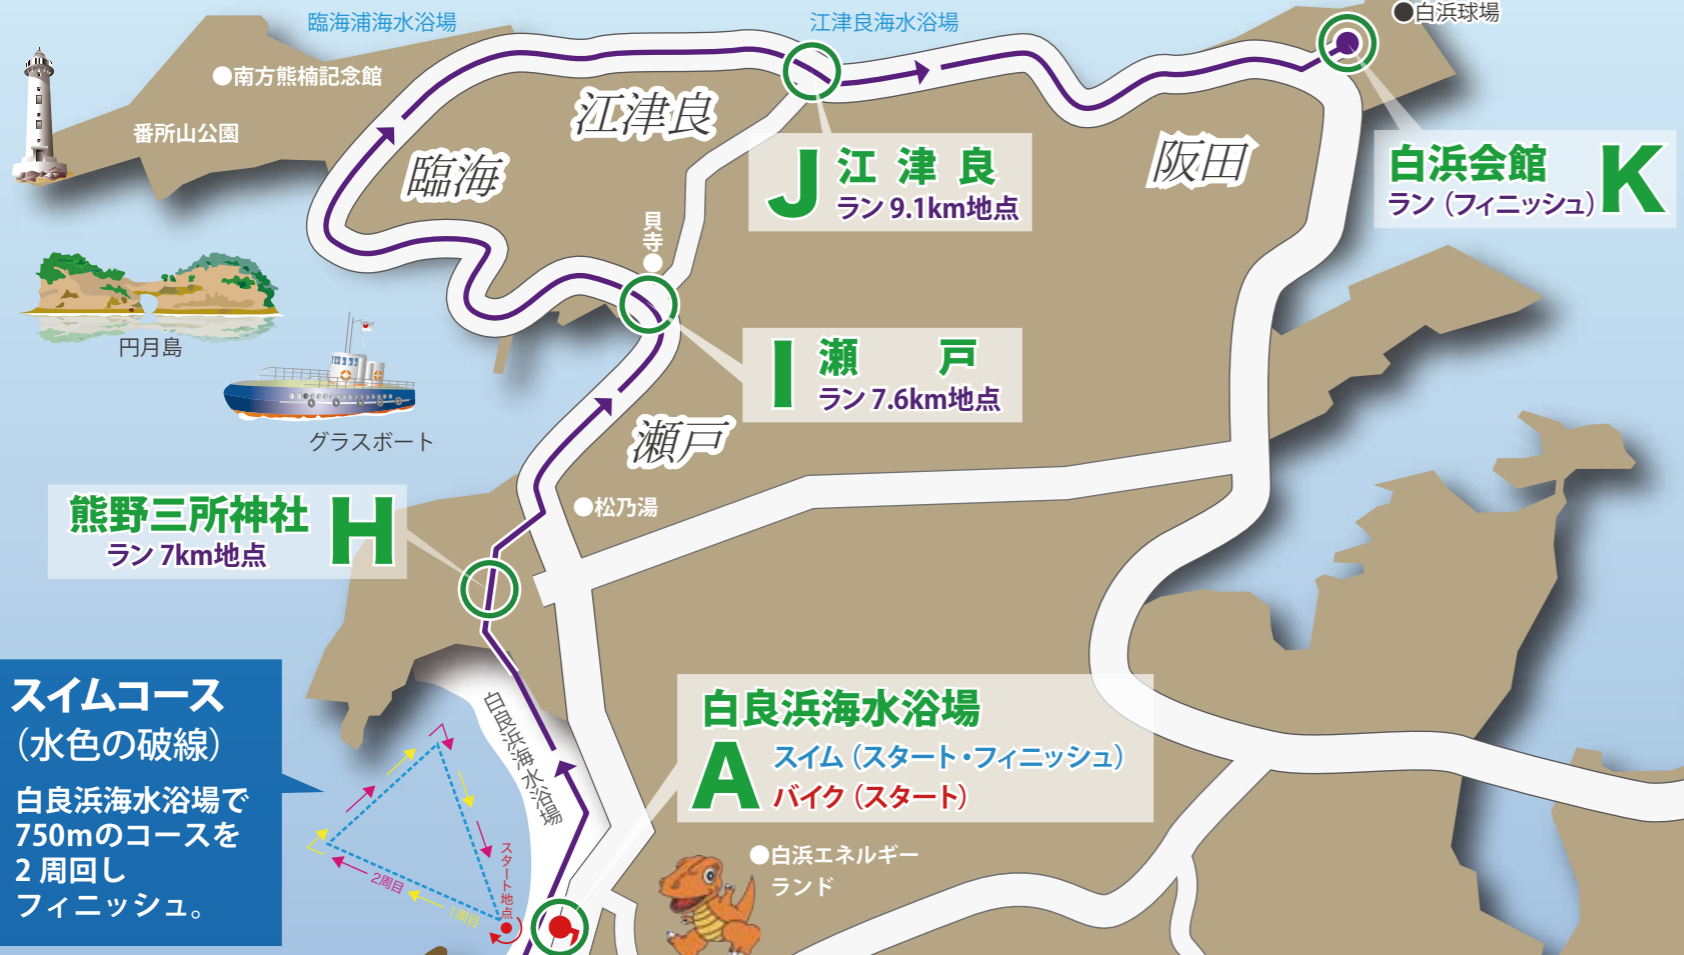 臨海浦海水浴場
江津良海水浴場
●白浜球場
●南方熊楠記念館
番所山公園
江津良
臨海
阪田
J 江津良
ラン 9.1km地点
白浜会館 K
ラン（フィニッシュ）
貝寺
円月島
I 瀬戸
ラン 7.6km地点
グラスボート
瀬戸
熊野三所神社 H
ラン 7km地点
●松乃湯
スイムコース
（水色の破線）
白良浜海水浴場で
750mのコースを
2 周回し
フィニッシュ。
白良浜海水浴場
白良浜海水浴場
A スイム（スタート・フィニッシュ）
バイク（スタート）
スタート地点
2周目
1周目
●白浜エネルギー
ランド